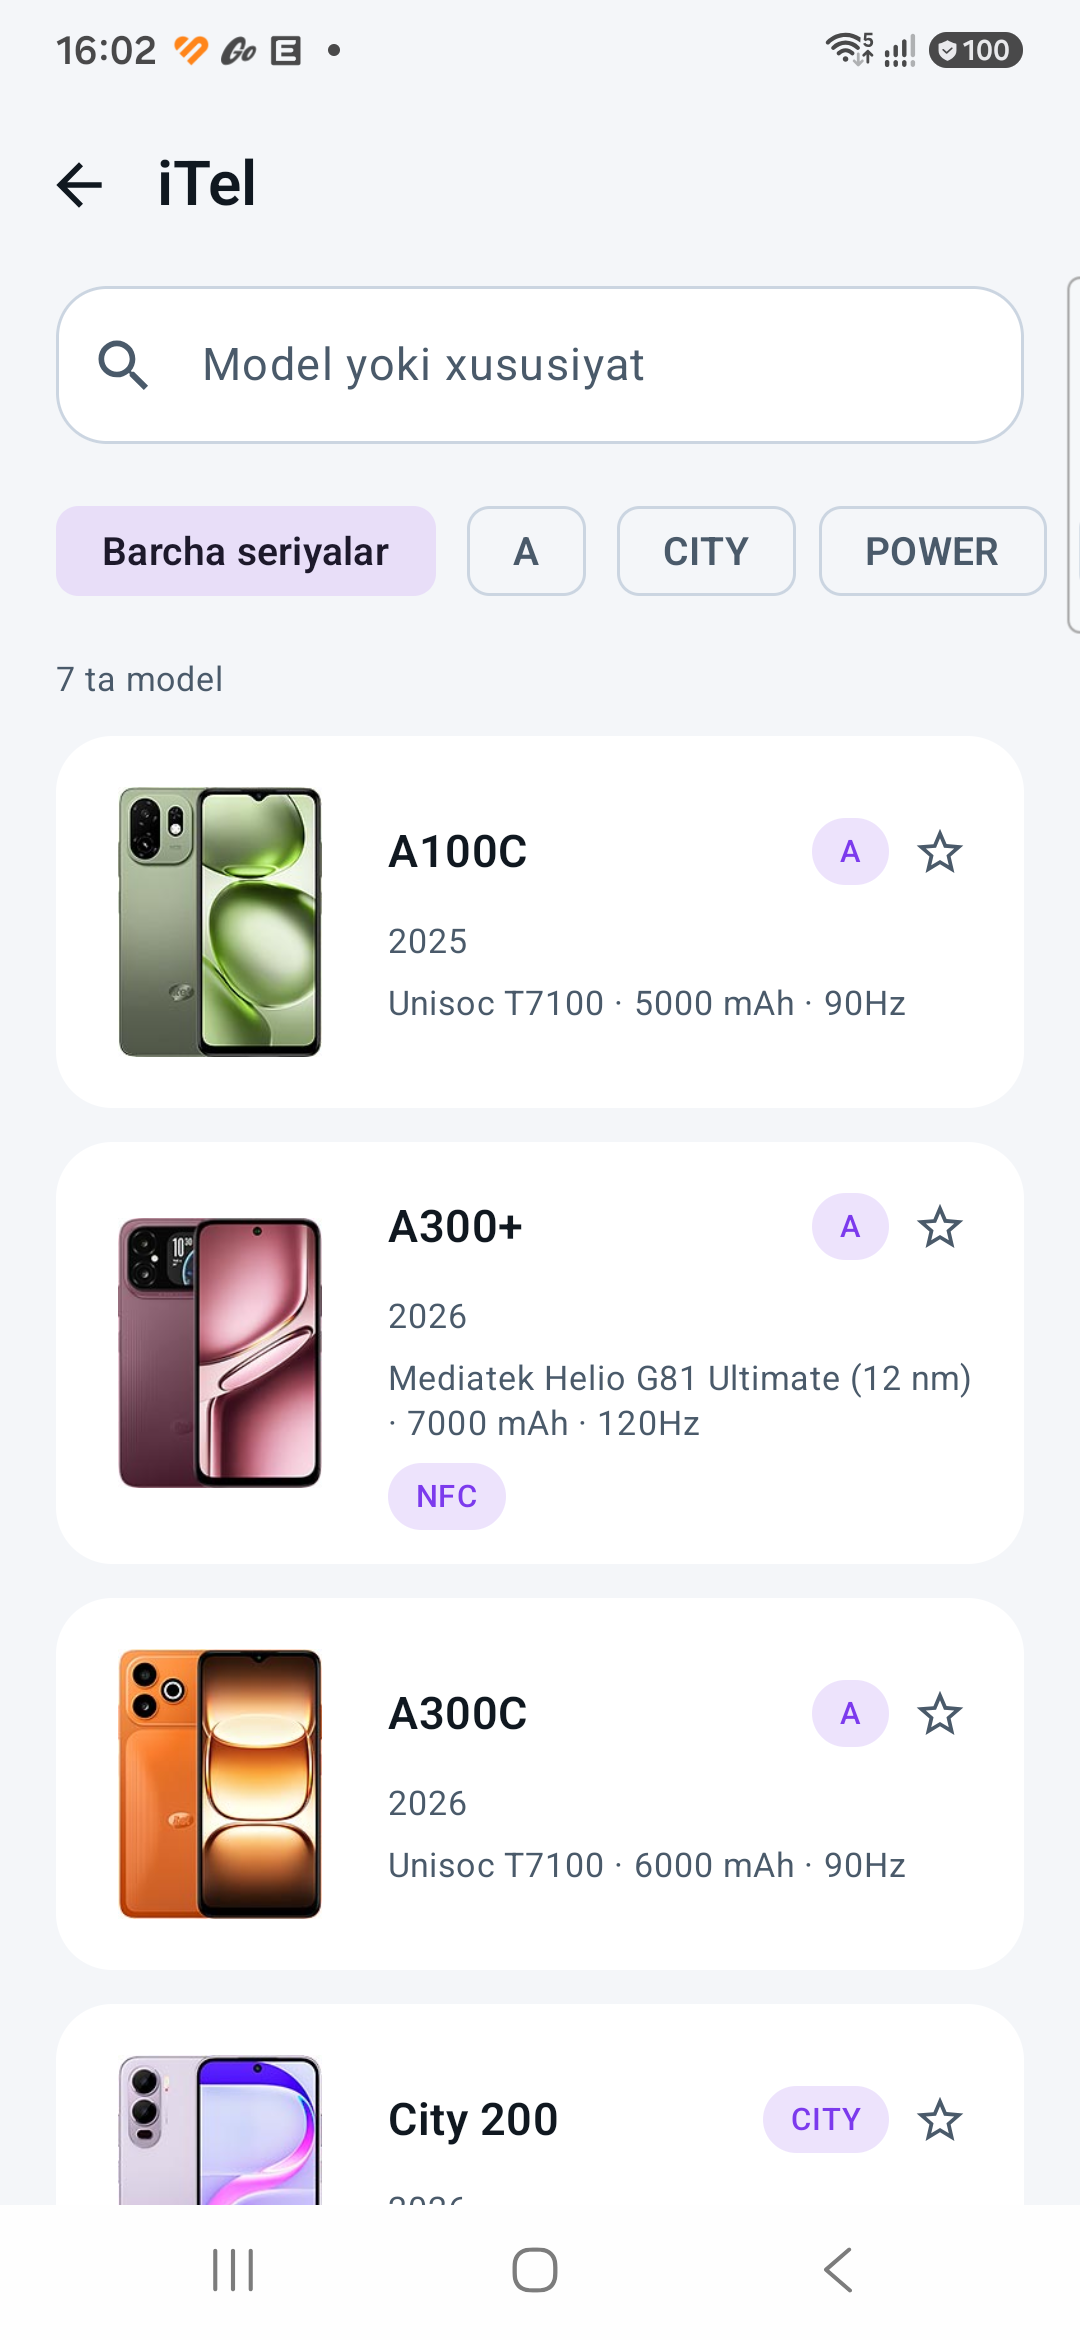 16:02 Go E
5 100
iTel
Model yoki xususiyat
Barcha seriyalar A CITY POWER
7 ta model
A100C A
2025
Unisoc T7100 · 5000 mAh · 90Hz
A300+ A
2026
Mediatek Helio G81 Ultimate (12 nm)
· 7000 mAh · 120Hz
NFC
A300C A
2026
Unisoc T7100 · 6000 mAh · 90Hz
City 200 CITY